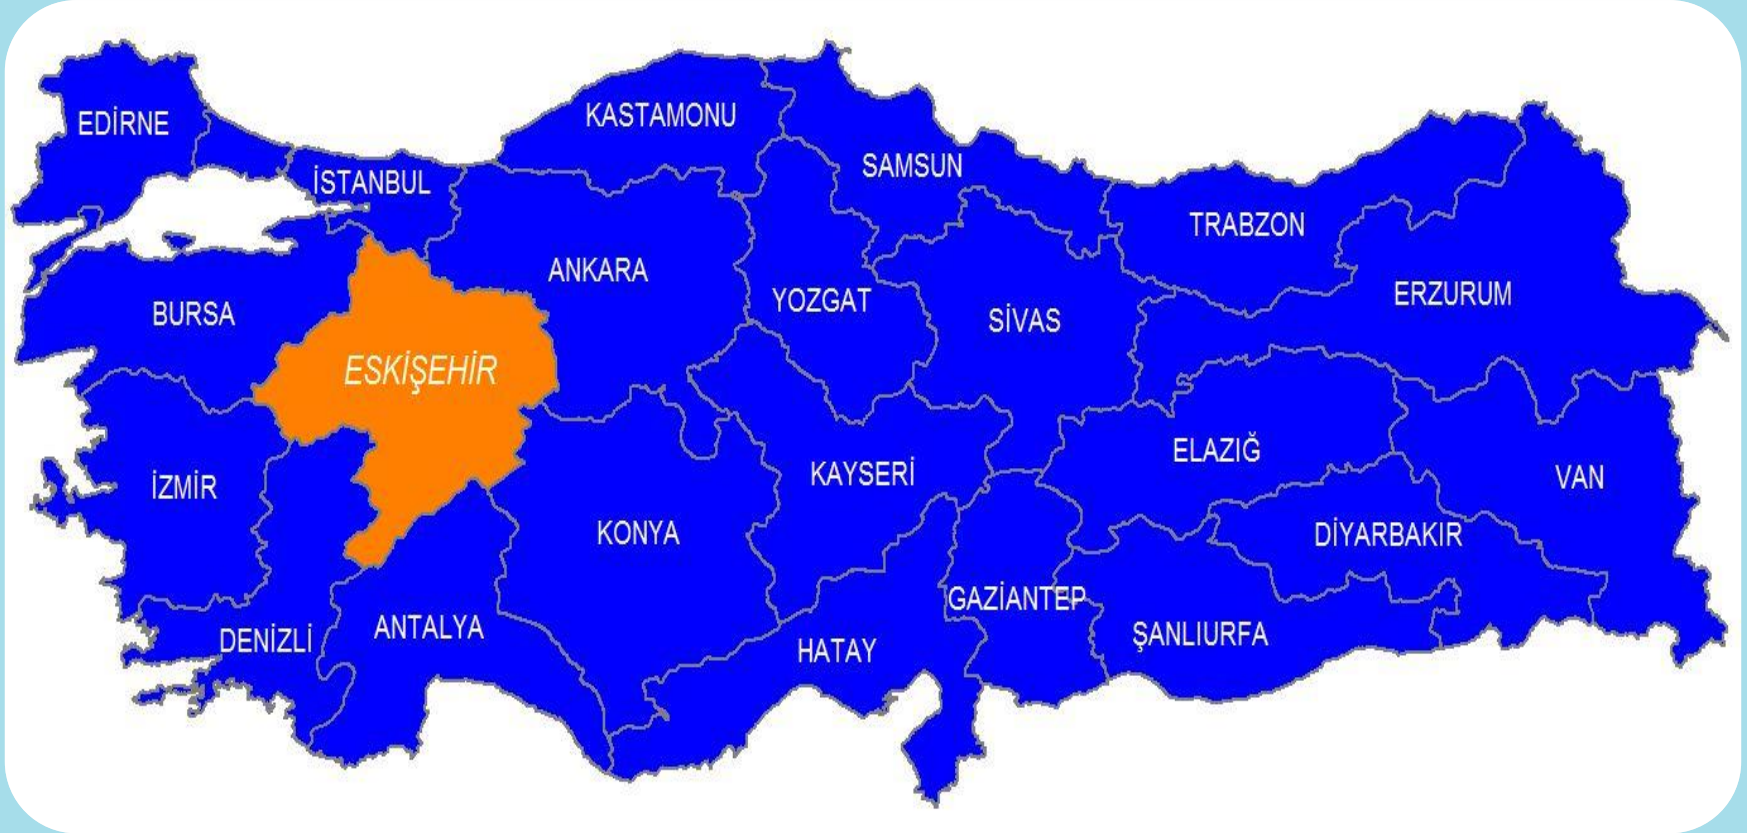 EDİRNE
KASTAMONU
SAMSUN
İSTANBUL
TRABZON
ANKARA
ERZURUM
YOZGAT
BURSA
SİVAS
ESKİŞEHİR
ELAZIĞ
KAYSERİ
VAN
İZMİR
KONYA
DİYARBAKIR
GAZİANTEP
ANTALYA
ŞANLIURFA
DENİZLİ
HATAY